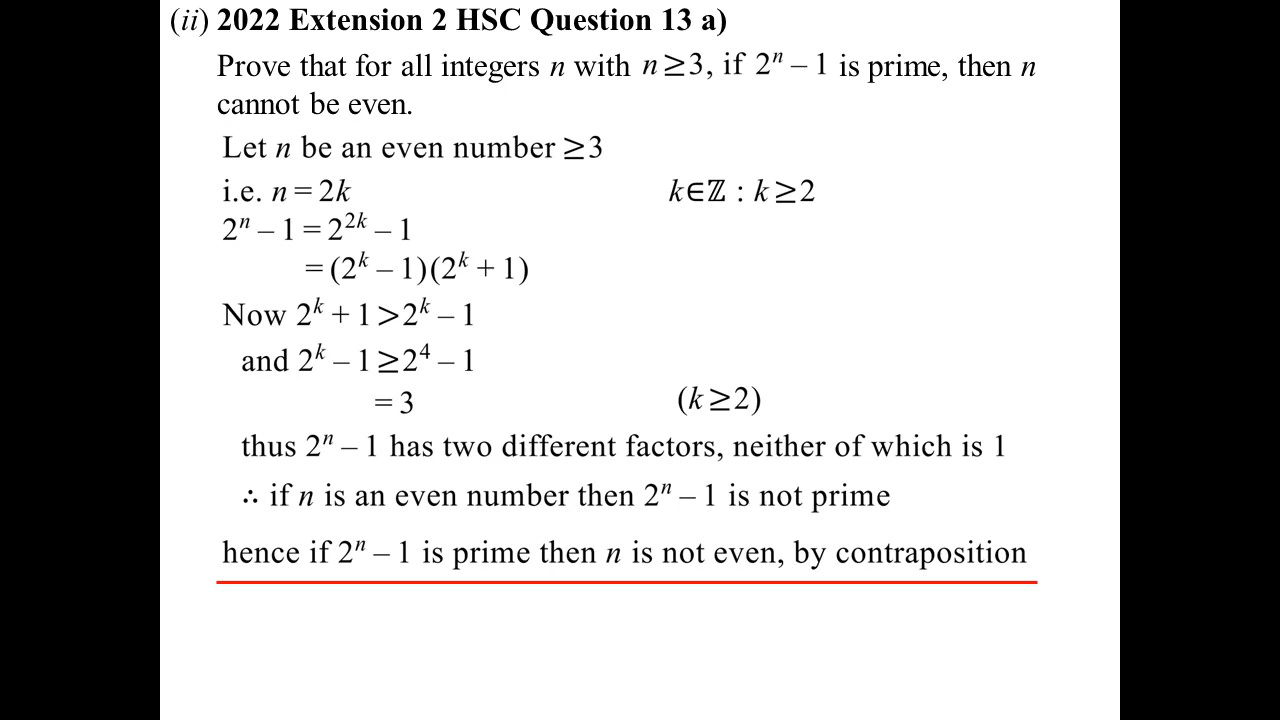 (ii) 2022 Extension 2 HSC Question 13 a)
Prove that for all integers n with n ≥ 3, if 2ⁿ – 1 is prime, then n
cannot be even.
Let n be an even number ≥ 3
i.e. n = 2k k ∈ ℤ : k ≥ 2
2ⁿ – 1 = 2²ᵏ – 1
= (2ᵏ – 1)(2ᵏ + 1)
Now 2ᵏ + 1 > 2ᵏ – 1
and 2ᵏ – 1 ≥ 2⁴ – 1
= 3 (k ≥ 2)
thus 2ⁿ – 1 has two different factors, neither of which is 1
∴ if n is an even number then 2ⁿ – 1 is not prime
hence if 2ⁿ – 1 is prime then n is not even, by contraposition